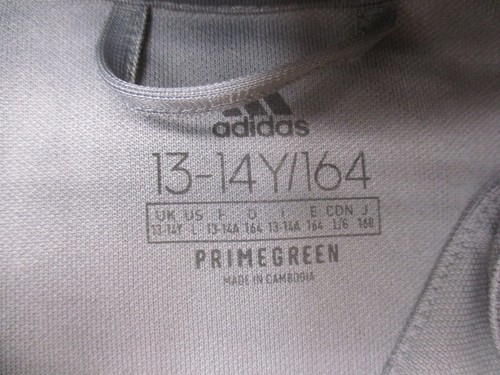 adidas
13-14Y/164
UK US F D I E CDN J
13-14Y L 13-14A 164 13-14A 164 L/G 160
PRIMEGREEN
MADE IN CAMBODIA